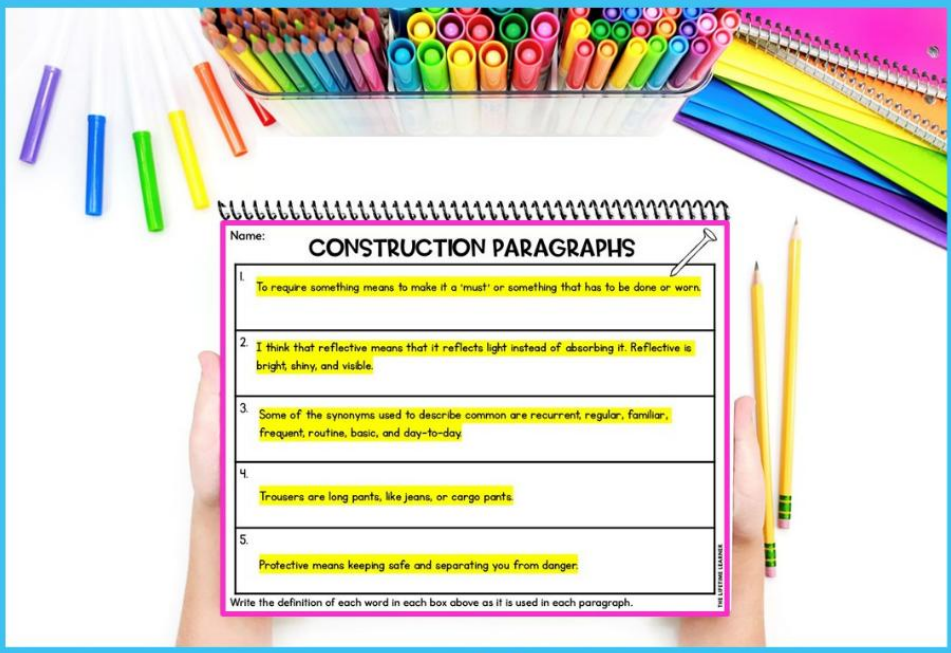 Name:
CONSTRUCTION PARAGRAPHS
1.
To require something means to make it a 'must' or something that has to be done or worn.
2.
I think that reflective means that it reflects light instead of absorbing it. Reflective is
bright, shiny, and visible.
3.
Some of the synonyms used to describe common are recurrent, regular, familiar,
frequent, routine, basic, and day-to-day.
4.
Trousers are long pants, like jeans, or cargo pants.
5.
Protective means keeping safe and separating you from danger.
THE LIFETIME LEARNER
Write the definition of each word in each box above as it is used in each paragraph.